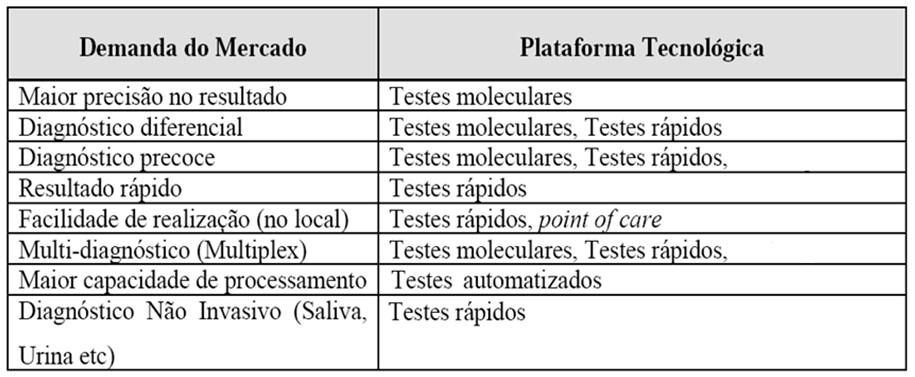 Demanda do Mercado Plataforma Tecnológica
Maior precisão no resultado Testes moleculares
Diagnóstico diferencial Testes moleculares, Testes rápidos
Diagnóstico precoce Testes moleculares, Testes rápidos,
Resultado rápido Testes rápidos
Facilidade de realização (no local) Testes rápidos, point of care
Multi-diagnóstico (Multiplex) Testes moleculares, Testes rápidos,
Maior capacidade de processamento Testes automatizados
Diagnóstico Não Invasivo (Saliva, Testes rápidos
Urina etc)